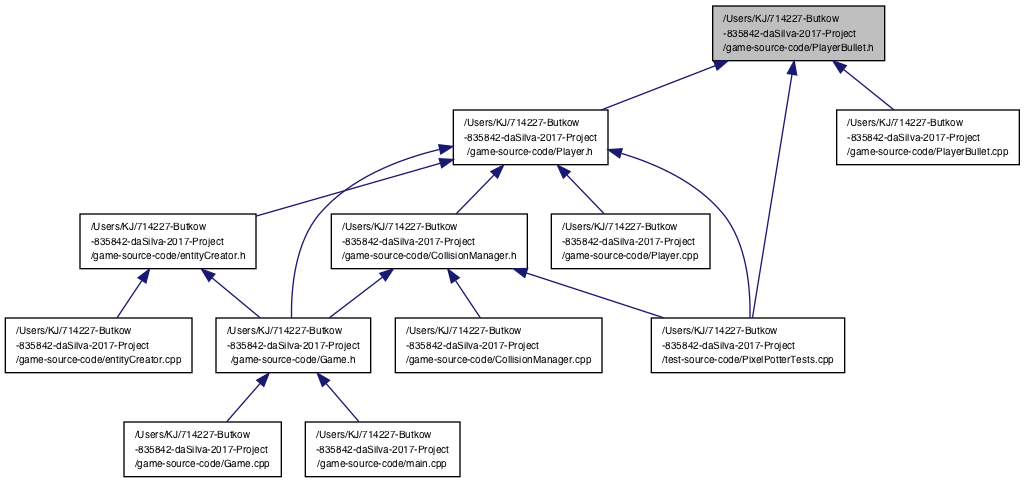 /Users/KJ/714227-Butkow
-835842-daSilva-2017-Project
/game-source-code/PlayerBullet.h
/Users/KJ/714227-Butkow
-835842-daSilva-2017-Project
/game-source-code/Player.h
/Users/KJ/714227-Butkow
-835842-daSilva-2017-Project
/game-source-code/PlayerBullet.cpp
/Users/KJ/714227-Butkow
-835842-daSilva-2017-Project
/game-source-code/entityCreator.h
/Users/KJ/714227-Butkow
-835842-daSilva-2017-Project
/game-source-code/CollisionManager.h
/Users/KJ/714227-Butkow
-835842-daSilva-2017-Project
/game-source-code/Player.cpp
/Users/KJ/714227-Butkow
-835842-daSilva-2017-Project
/game-source-code/entityCreator.cpp
/Users/KJ/714227-Butkow
-835842-daSilva-2017-Project
/game-source-code/Game.h
/Users/KJ/714227-Butkow
-835842-daSilva-2017-Project
/game-source-code/CollisionManager.cpp
/Users/KJ/714227-Butkow
-835842-daSilva-2017-Project
/test-source-code/PixelPotterTests.cpp
/Users/KJ/714227-Butkow
-835842-daSilva-2017-Project
/game-source-code/Game.cpp
/Users/KJ/714227-Butkow
-835842-daSilva-2017-Project
/game-source-code/main.cpp